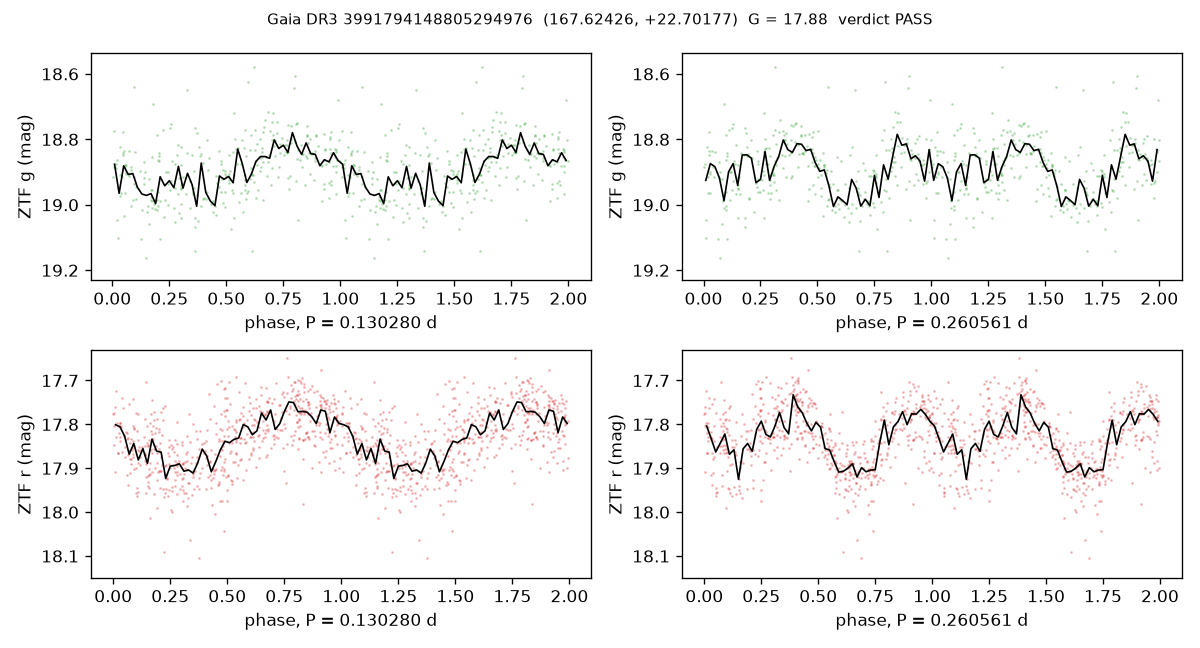 Gaia DR3 3991794148805294976 (167.62426, +22.70177) G = 17.88 verdict PASS
ZTF g (mag)
18.6
18.8
19.0
19.2
0.00 0.25 0.50 0.75 1.00 1.25 1.50 1.75 2.00
phase, P = 0.130280 d
ZTF g (mag)
18.6
18.8
19.0
19.2
0.00 0.25 0.50 0.75 1.00 1.25 1.50 1.75 2.00
phase, P = 0.260561 d
ZTF r (mag)
17.7
17.8
17.9
18.0
18.1
0.00 0.25 0.50 0.75 1.00 1.25 1.50 1.75 2.00
phase, P = 0.130280 d
ZTF r (mag)
17.7
17.8
17.9
18.0
18.1
0.00 0.25 0.50 0.75 1.00 1.25 1.50 1.75 2.00
phase, P = 0.260561 d